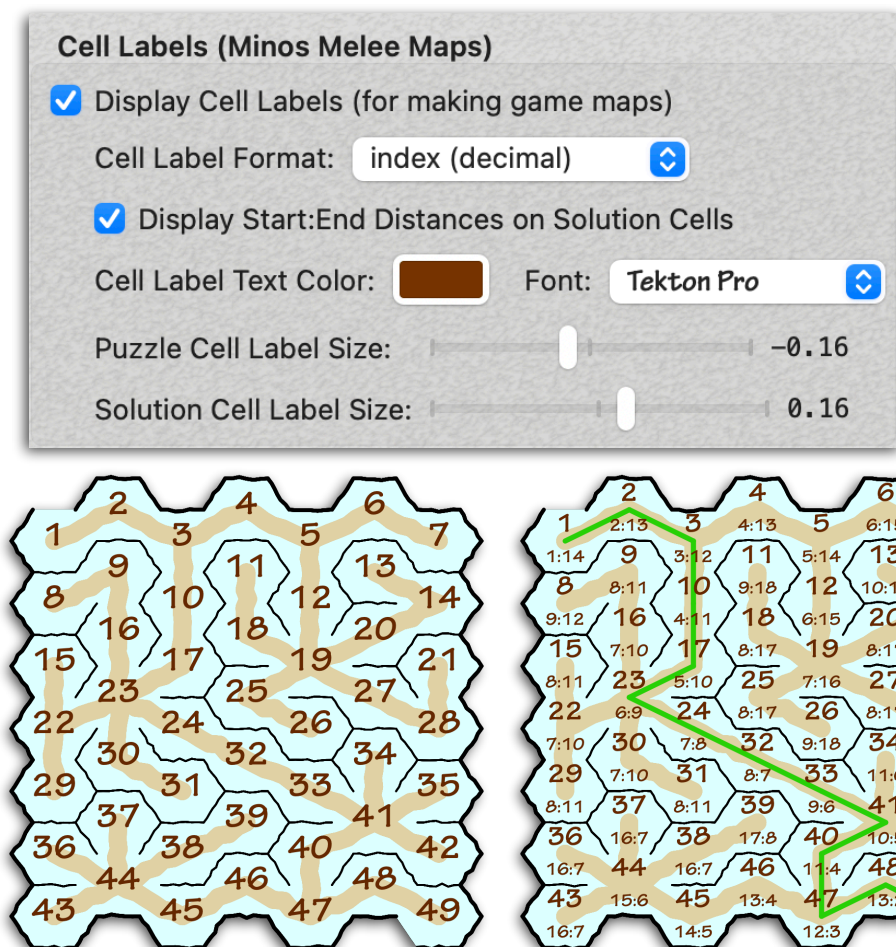 Cell Labels (Minos Melee Maps)
Display Cell Labels (for making game maps)
Cell Label Format: index (decimal)
Display Start:End Distances on Solution Cells
Cell Label Text Color: Font: Tekton Pro
Puzzle Cell Label Size: -0.16
Solution Cell Label Size: 0.16
2 4 6
1 3 5 7
9 11 13
8 10 12 14
16 18 20
15 17 19 21
23 25 27
22 24 26 28
30 32 34
29 31 33 35
37 39 41
36 38 40 42
44 46 48
43 45 47 49
2 4 6
1 2:13 3 4:13 5
1:14 9 3:12 11 5:14 13
8 8:11 10 9:18 12
9:12 16 4:11 18 6:15 20
15 7:10 17 8:17 19
8:11 23 5:10 25 7:16 27
22 6:9 24 8:17 26
7:10 30 7:8 32 9:18 34
29 7:10 31 8:7 33
8:11 37 8:11 39 9:6 41
36 16:7 38 17:8 40
16:7 44 16:7 46 11:4 48
43 15:6 45 13:4 47
16:7 14:5 12:3